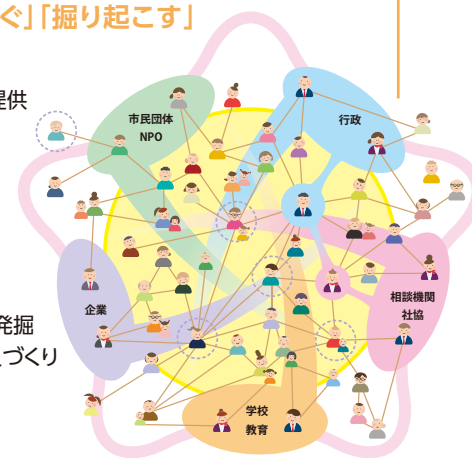 ぐ」「掘り起こす」
提供
市民団体
NPO
行政
企業
相談機関
社協
発掘
づくり
学校
教育